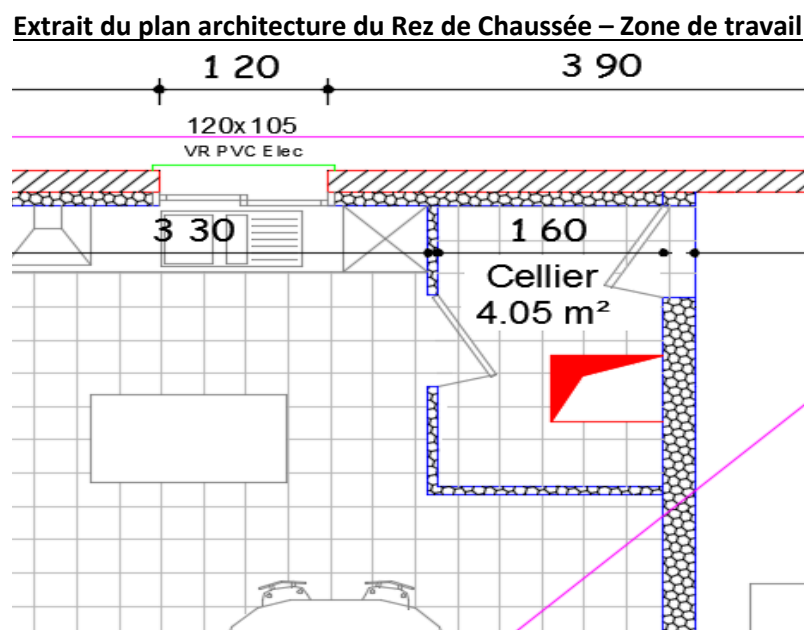 Extrait du plan architecture du Rez de Chaussée – Zone de travail
1 20
3 90
120x105
VR PVC Elec
3 30
1 60
Cellier
4.05 m²